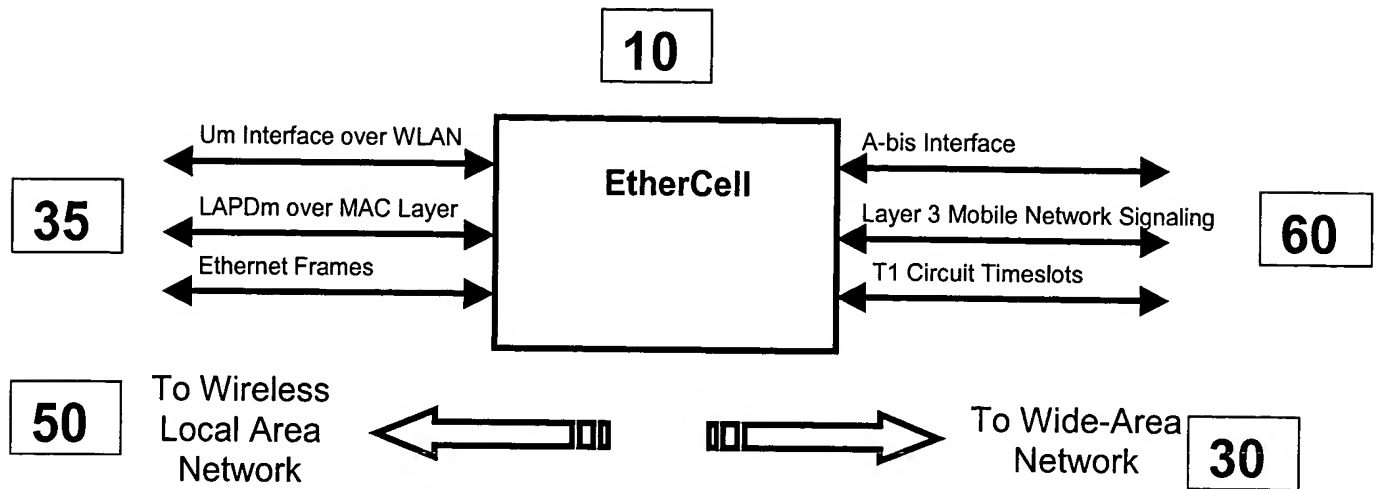 10
Um Interface over WLAN
LAPDm over MAC Layer
Ethernet Frames
35
EtherCell
A-bis Interface
Layer 3 Mobile Network Signaling
T1 Circuit Timeslots
60
50
To Wireless
Local Area
Network
To Wide-Area
Network
30